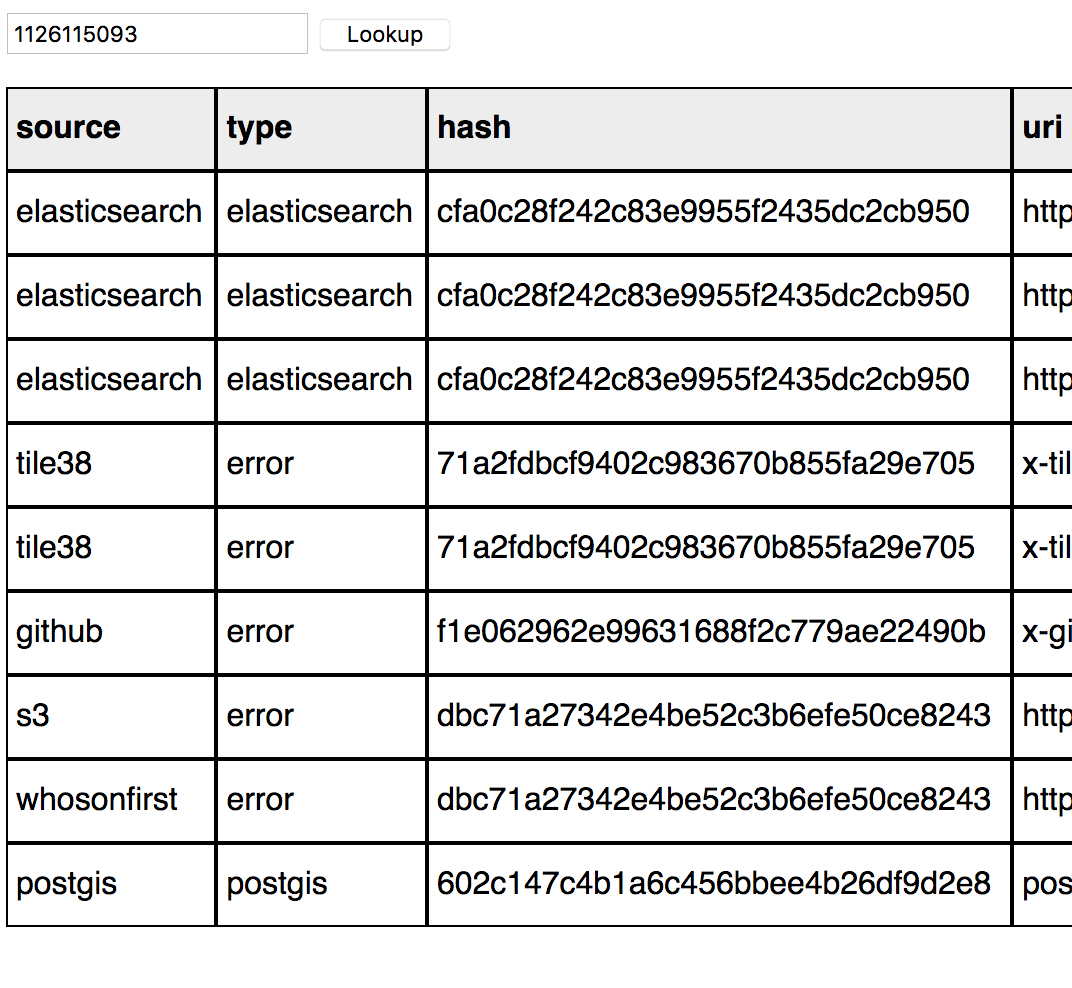 1126115093 Lookup
source type hash uri
elasticsearch elasticsearch cfa0c28f242c83e9955f2435dc2cb950 http
elasticsearch elasticsearch cfa0c28f242c83e9955f2435dc2cb950 http
elasticsearch elasticsearch cfa0c28f242c83e9955f2435dc2cb950 http
tile38 error 71a2fdbcf9402c983670b855fa29e705 x-til
tile38 error 71a2fdbcf9402c983670b855fa29e705 x-til
github error f1e062962e99631688f2c779ae22490b x-gi
s3 error dbc71a27342e4be52c3b6efe50ce8243 http
whosonfirst error dbc71a27342e4be52c3b6efe50ce8243 http
postgis postgis 602c147c4b1a6c456bbee4b26df9d2e8 pos